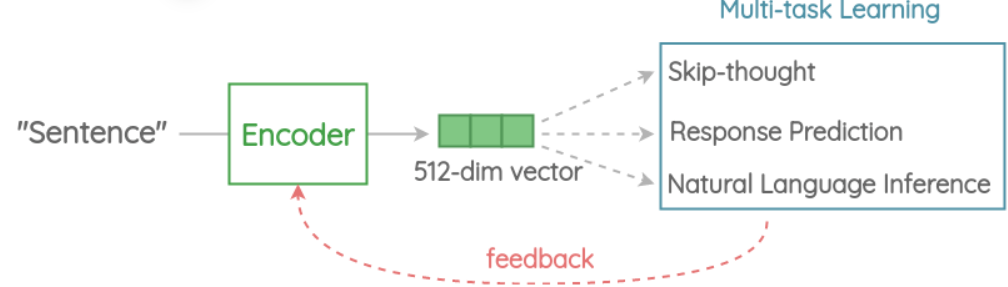 Multi-task Learning
Skip-thought
"Sentence"
Encoder
Response Prediction
512-dim vector
Natural Language Inference
feedback